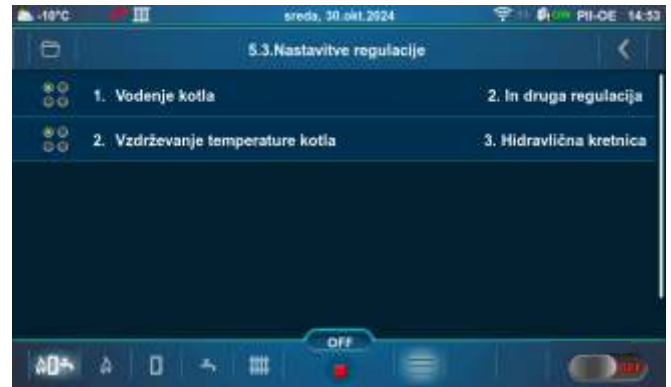 -10°C sreda, 30.okt.2024 PII-OE 14:53
5.3.Nastavitve regulacije
1. Vodenje kotla 2. In druga regulacija
2. Vzdrževanje temperature kotla 3. Hidravlična kretnica
OFF
OFF